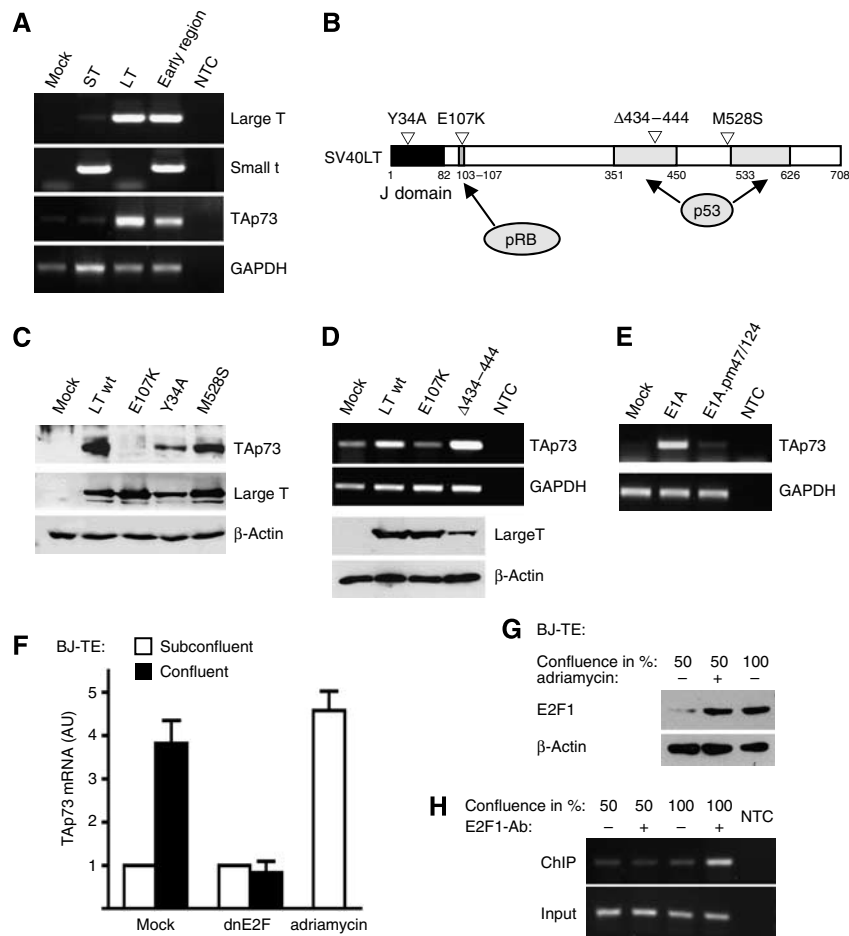 A
Mock
ST
LT
Early region
NTC
Large T
Small t
TAp73
GAPDH
B
Y34A E107K Δ434–444 M528S
SV40LT
1 82 103–107 351 450 533 626 708
J domain
pRB
p53
C
Mock
LT wt
E107K
Y34A
M528S
TAp73
Large T
β-Actin
D
Mock
LT wt
E107K
Δ434–444
NTC
TAp73
GAPDH
LargeT
β-Actin
E
Mock
E1A
E1A.pm47/124
NTC
TAp73
GAPDH
F
BJ-TE: Subconfluent
Confluent
TAp73 mRNA (AU)
5
4
3
2
1
Mock dnE2F adriamycin
G
BJ-TE:
Confluence in %: 50 50 100
adriamycin: – + –
E2F1
β-Actin
H
Confluence in %: 50 50 100 100 NTC
E2F1-Ab: – + – +
ChIP
Input